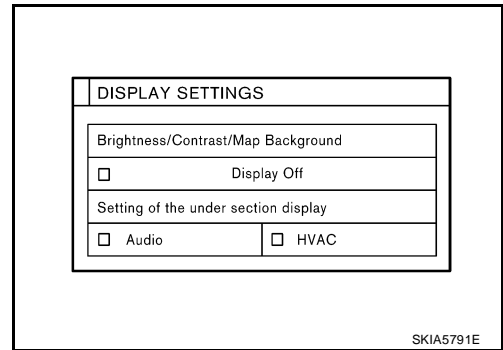 DISPLAY SETTINGS
Brightness/Contrast/Map Background
Display Off
Setting of the under section display
Audio
HVAC
SKIA5791E